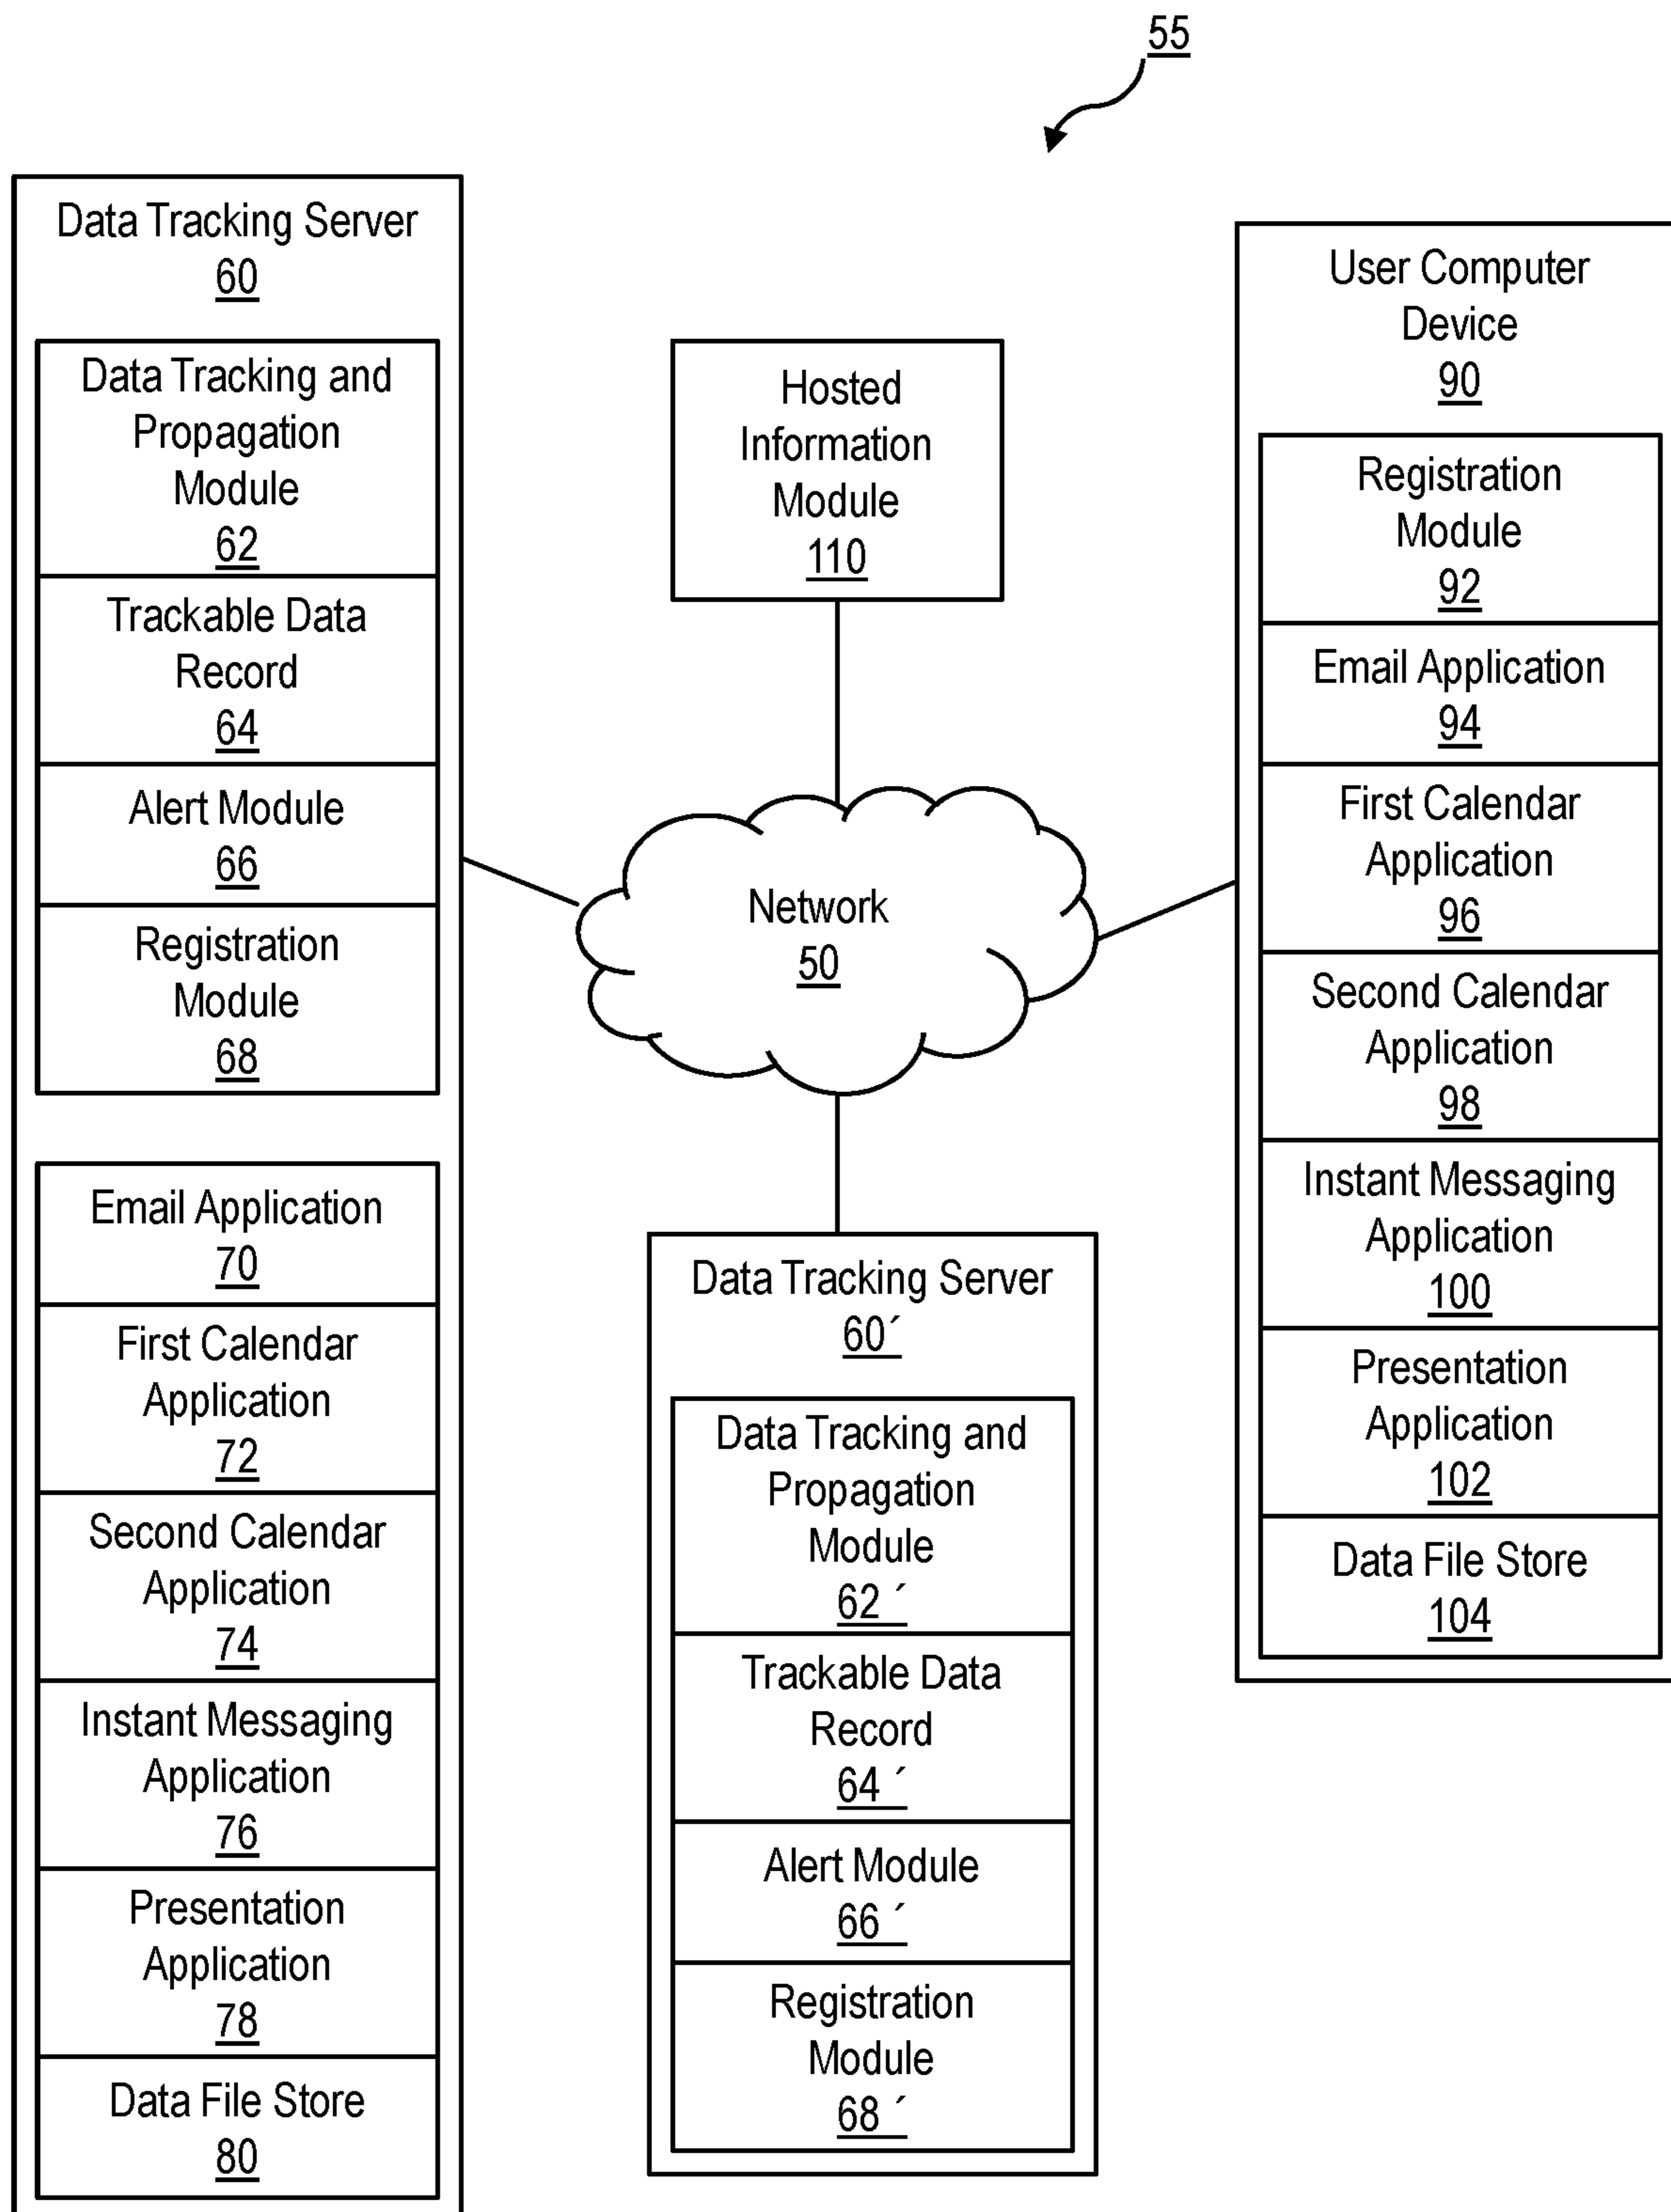 55
Data Tracking Server
60
Data Tracking and
Propagation
Module
62
Trackable Data
Record
64
Alert Module
66
Registration
Module
68
Email Application
70
First Calendar
Application
72
Second Calendar
Application
74
Instant Messaging
Application
76
Presentation
Application
78
Data File Store
80
Hosted
Information
Module
110
Network
50
Data Tracking Server
60´
Data Tracking and
Propagation
Module
62 ´
Trackable Data
Record
64 ´
Alert Module
66 ´
Registration
Module
68 ´
User Computer
Device
90
Registration
Module
92
Email Application
94
First Calendar
Application
96
Second Calendar
Application
98
Instant Messaging
Application
100
Presentation
Application
102
Data File Store
104